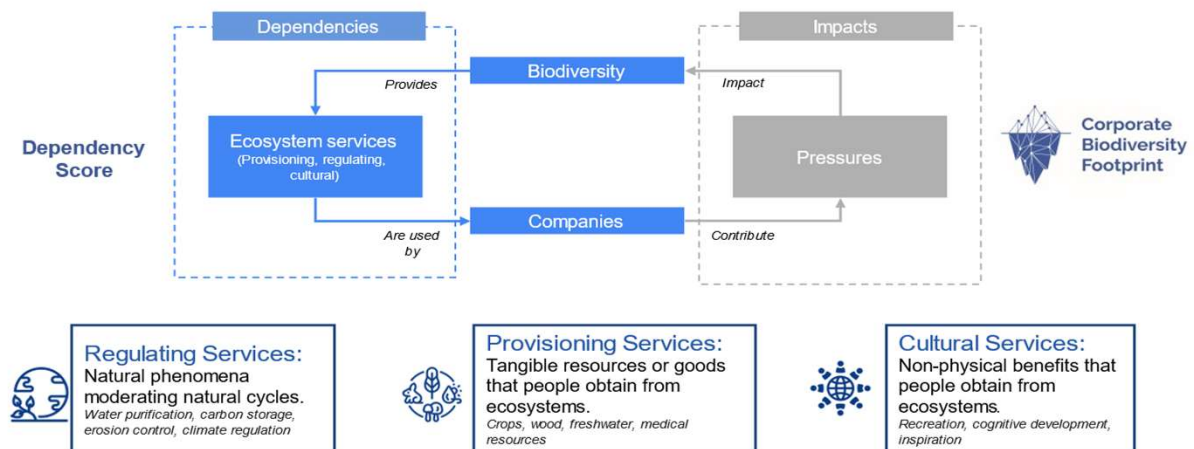 Dependencies
Impacts
Biodiversity
Provides
Impact
Ecosystem services
(Provisioning, regulating,
cultural)
Pressures
Dependency
Score
Corporate
Biodiversity
Footprint
Companies
Are used
by
Contribute
Regulating Services:
Natural phenomena
moderating natural cycles.
Water purification, carbon storage,
erosion control, climate regulation
Provisioning Services:
Tangible resources or goods
that people obtain from
ecosystems.
Crops, wood, freshwater, medical
resources
Cultural Services:
Non-physical benefits that
people obtain from
ecosystems.
Recreation, cognitive development,
inspiration